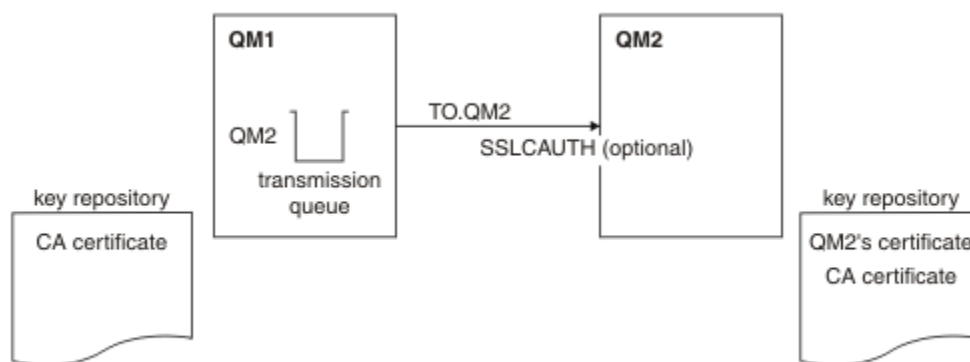 QM1
QM2
TO.QM2
QM2
SSLCAUTH (optional)
transmission
queue
key repository
CA certificate
key repository
QM2's certificate
CA certificate